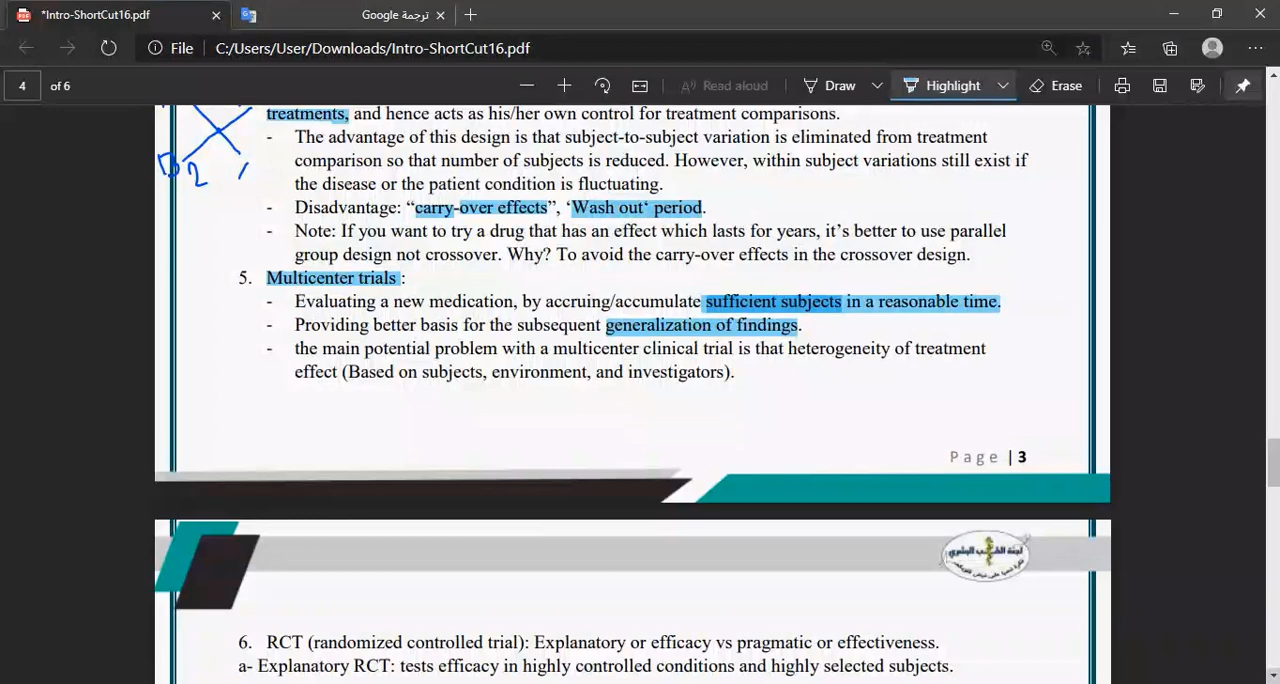 *Intro-ShortCut16.pdf
ترجمة Google
File C:/Users/User/Downloads/Intro-ShortCut16.pdf
4 of 6 Read aloud Draw Highlight Erase
treatments, and hence acts as his/her own control for treatment comparisons.
- The advantage of this design is that subject-to-subject variation is eliminated from treatment
comparison so that number of subjects is reduced. However, within subject variations still exist if
the disease or the patient condition is fluctuating.
- Disadvantage: “carry-over effects”, ‘Wash out‘ period.
- Note: If you want to try a drug that has an effect which lasts for years, it’s better to use parallel
group design not crossover. Why? To avoid the carry-over effects in the crossover design.
5. Multicenter trials :
- Evaluating a new medication, by accruing/accumulate sufficient subjects in a reasonable time.
- Providing better basis for the subsequent generalization of findings.
- the main potential problem with a multicenter clinical trial is that heterogeneity of treatment
effect (Based on subjects, environment, and investigators).
Page | 3
لجنة الطب البشري
6. RCT (randomized controlled trial): Explanatory or efficacy vs pragmatic or effectiveness.
a- Explanatory RCT: tests efficacy in highly controlled conditions and highly selected subjects.